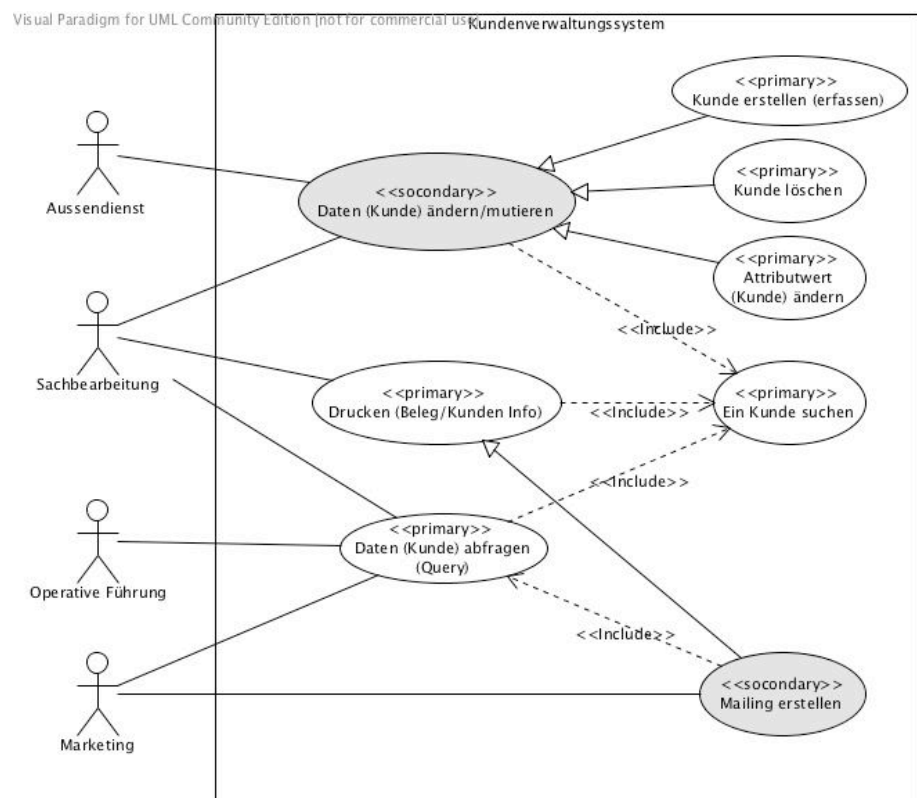 Visual Paradigm for UML Community Edition [not for commercial use]
Kundenverwaltungssystem
<<primary>>
Kunde erstellen (erfassen)
<<primary>>
Kunde löschen
<<socondary>>
Daten (Kunde) ändern/mutieren
Aussendienst
<<primary>>
Attributwert
(Kunde) ändern
<<Include>>
Sachbearbeitung
<<primary>>
Drucken (Beleg/Kunden Info)
<<Include>>
<<primary>>
Ein Kunde suchen
<<Include>>
<<primary>>
Daten (Kunde) abfragen
(Query)
Operative Führung
<<Include>>
<<socondary>>
Mailing erstellen
Marketing